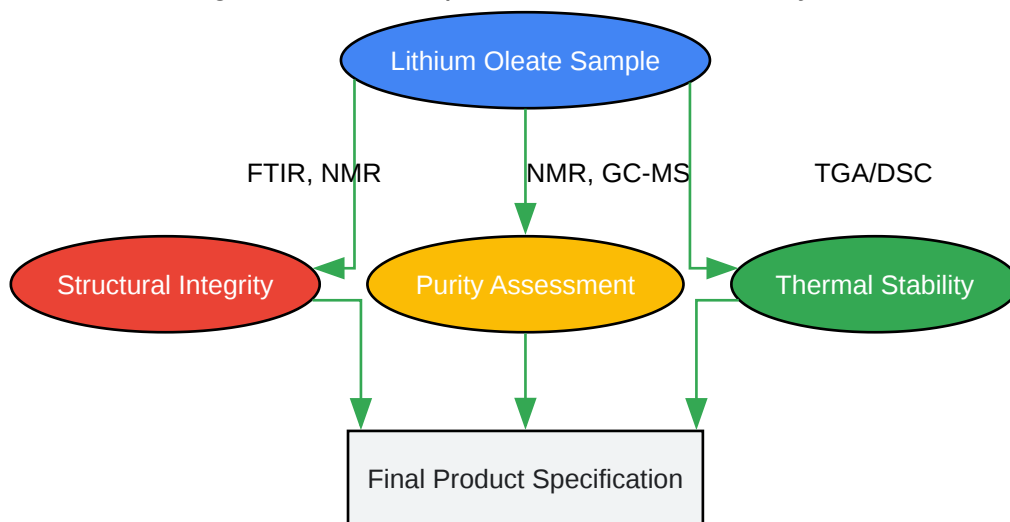 Lithium Oleate Sample
FTIR, NMR
NMR, GC-MS
TGA/DSC
Structural Integrity
Purity Assessment
Thermal Stability
Final Product Specification